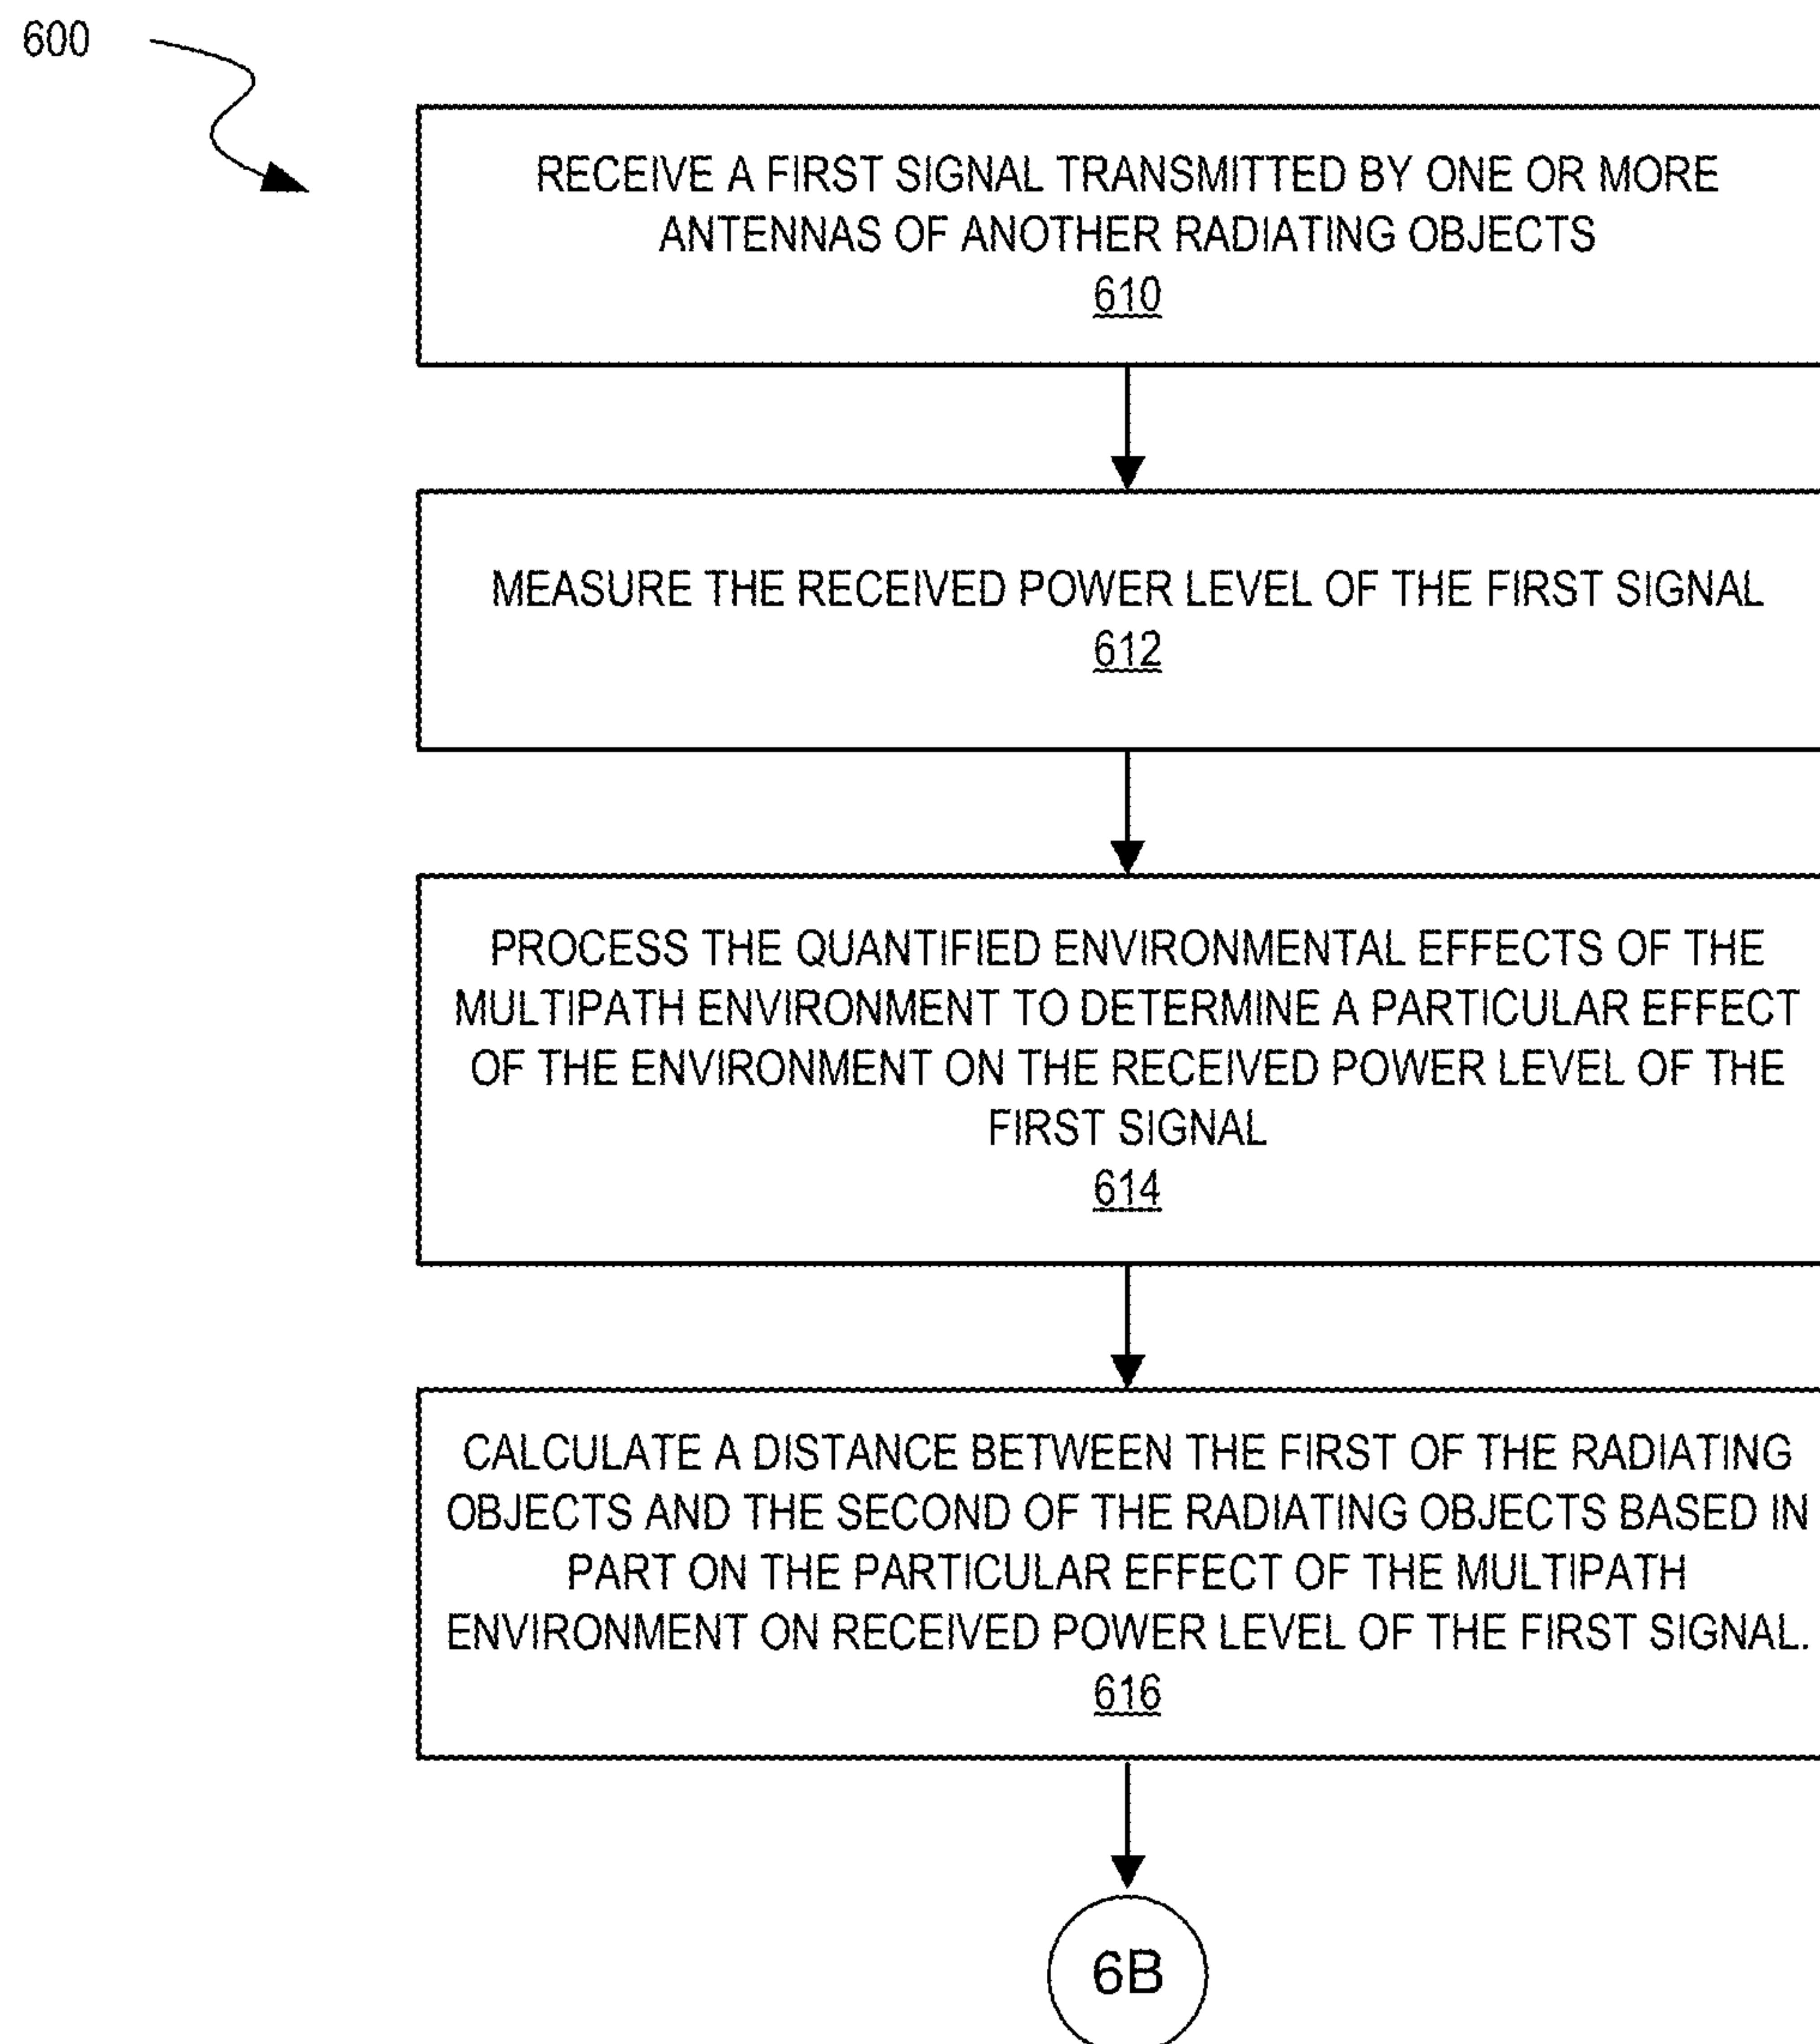 600
RECEIVE A FIRST SIGNAL TRANSMITTED BY ONE OR MORE
ANTENNAS OF ANOTHER RADIATING OBJECTS
610
MEASURE THE RECEIVED POWER LEVEL OF THE FIRST SIGNAL
612
PROCESS THE QUANTIFIED ENVIRONMENTAL EFFECTS OF THE
MULTIPATH ENVIRONMENT TO DETERMINE A PARTICULAR EFFECT
OF THE ENVIRONMENT ON THE RECEIVED POWER LEVEL OF THE
FIRST SIGNAL
614
CALCULATE A DISTANCE BETWEEN THE FIRST OF THE RADIATING
OBJECTS AND THE SECOND OF THE RADIATING OBJECTS BASED IN
PART ON THE PARTICULAR EFFECT OF THE MULTIPATH
ENVIRONMENT ON RECEIVED POWER LEVEL OF THE FIRST SIGNAL.
616
6B